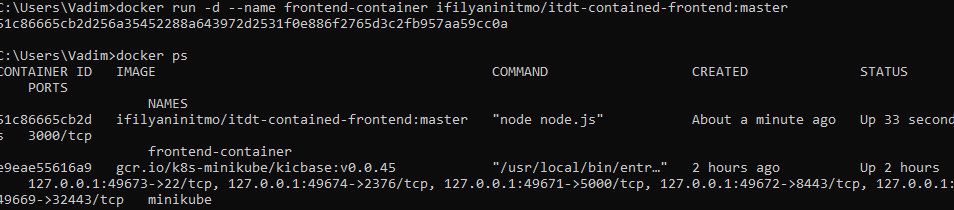 C:\Users\Vadim>docker run -d --name frontend-container ifilyaninitmo/itdt-contained-frontend:master
51c86665cb2d256a35452288a643972d2531f0e886f2765d3c2fb957aa59cc0a
C:\Users\Vadim>docker ps
CONTAINER ID   IMAGE   COMMAND   CREATED   STATUS
PORTS
NAMES
51c86665cb2d   ifilyaninitmo/itdt-contained-frontend:master   "node node.js"   About a minute ago   Up 33 second
s   3000/tcp
frontend-container
e9eae55616a9   gcr.io/k8s-minikube/kicbase:v0.0.45   "/usr/local/bin/entr…"   2 hours ago   Up 2 hours
127.0.0.1:49673->22/tcp, 127.0.0.1:49674->2376/tcp, 127.0.0.1:49671->5000/tcp, 127.0.0.1:49672->8443/tcp, 127.0.0.1:
49669->32443/tcp   minikube